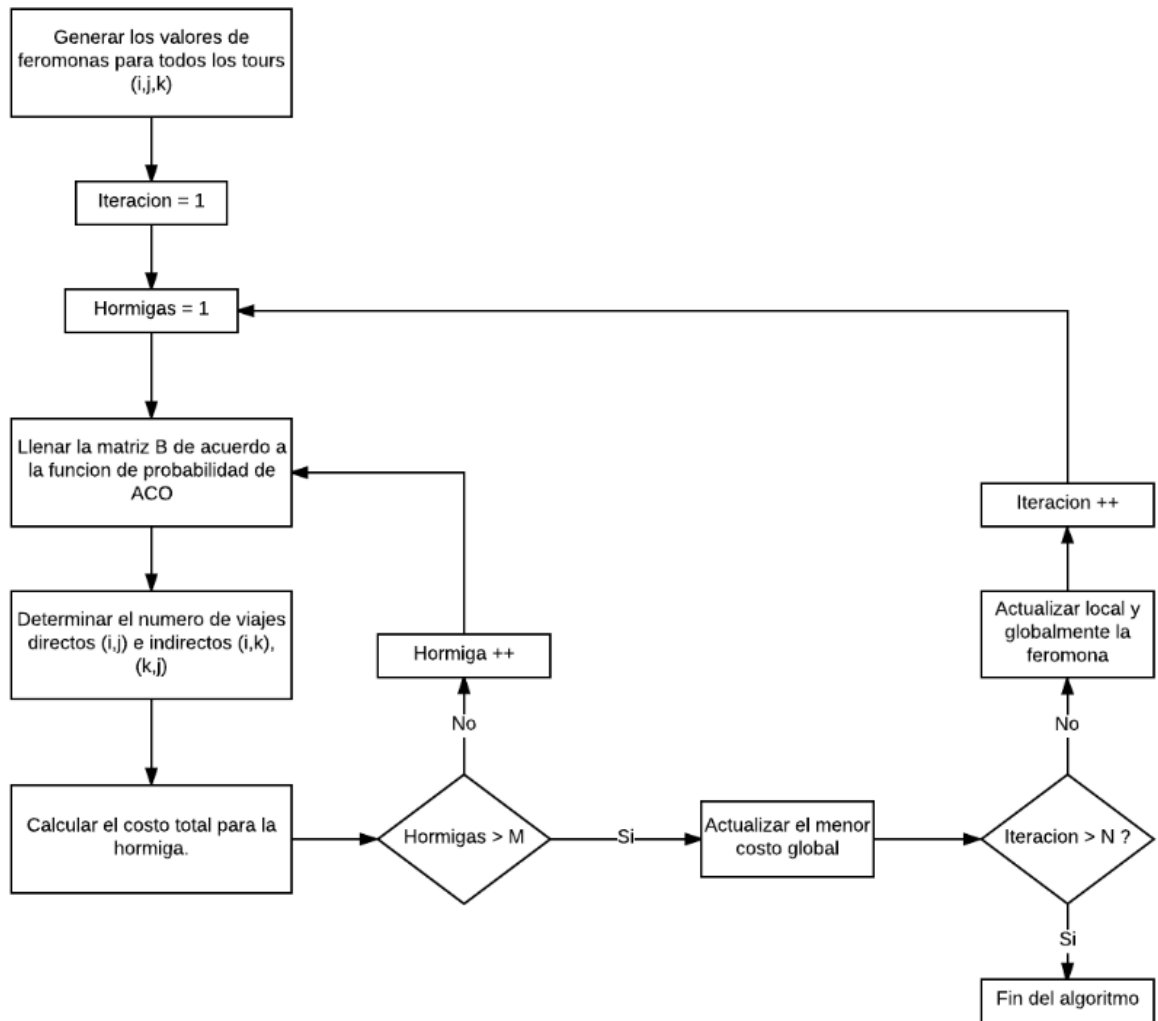 Generar los valores de
feromonas para todos los tours
(i,j,k)
Iteracion = 1
Hormigas = 1
Llenar la matriz B de acuerdo a
la funcion de probabilidad de
ACO
Determinar el numero de viajes
directos (i,j) e indirectos (i,k),
(k,j)
Calcular el costo total para la
hormiga.
Hormigas > M
No
Hormiga ++
Si
Actualizar el menor
costo global
Iteracion > N ?
No
Actualizar local y
globalmente la
feromona
Iteracion ++
Si
Fin del algoritmo